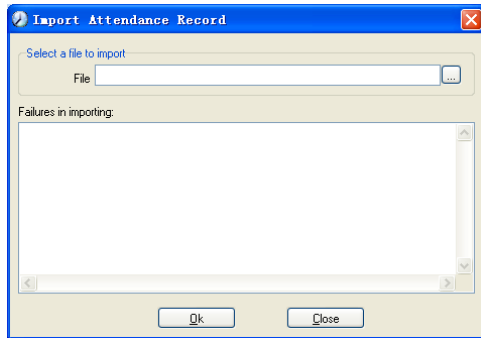 Import Attendance Record
Select a file to import
File
...
Failures in importing:
Ok
Close